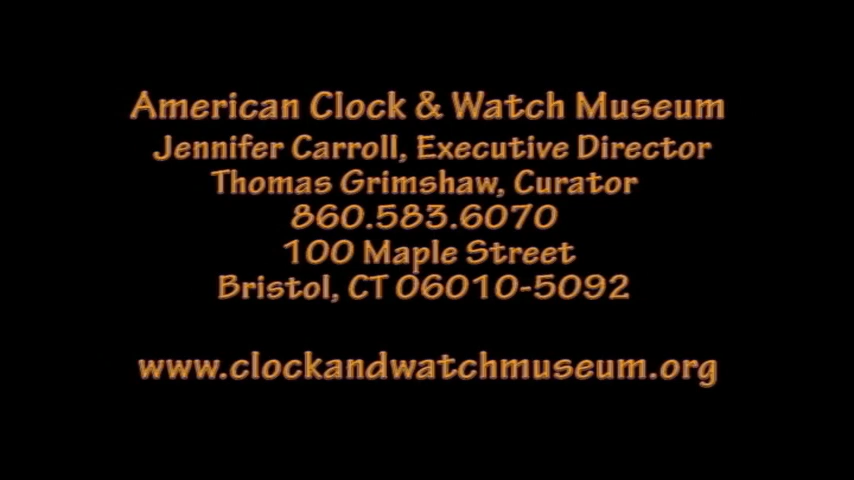 American Clock & Watch Museum
Jennifer Carroll, Executive Director
Thomas Grimshaw, Curator
860.583.6070
100 Maple Street
Bristol, CT 06010-5092
www.clockandwatchmuseum.org